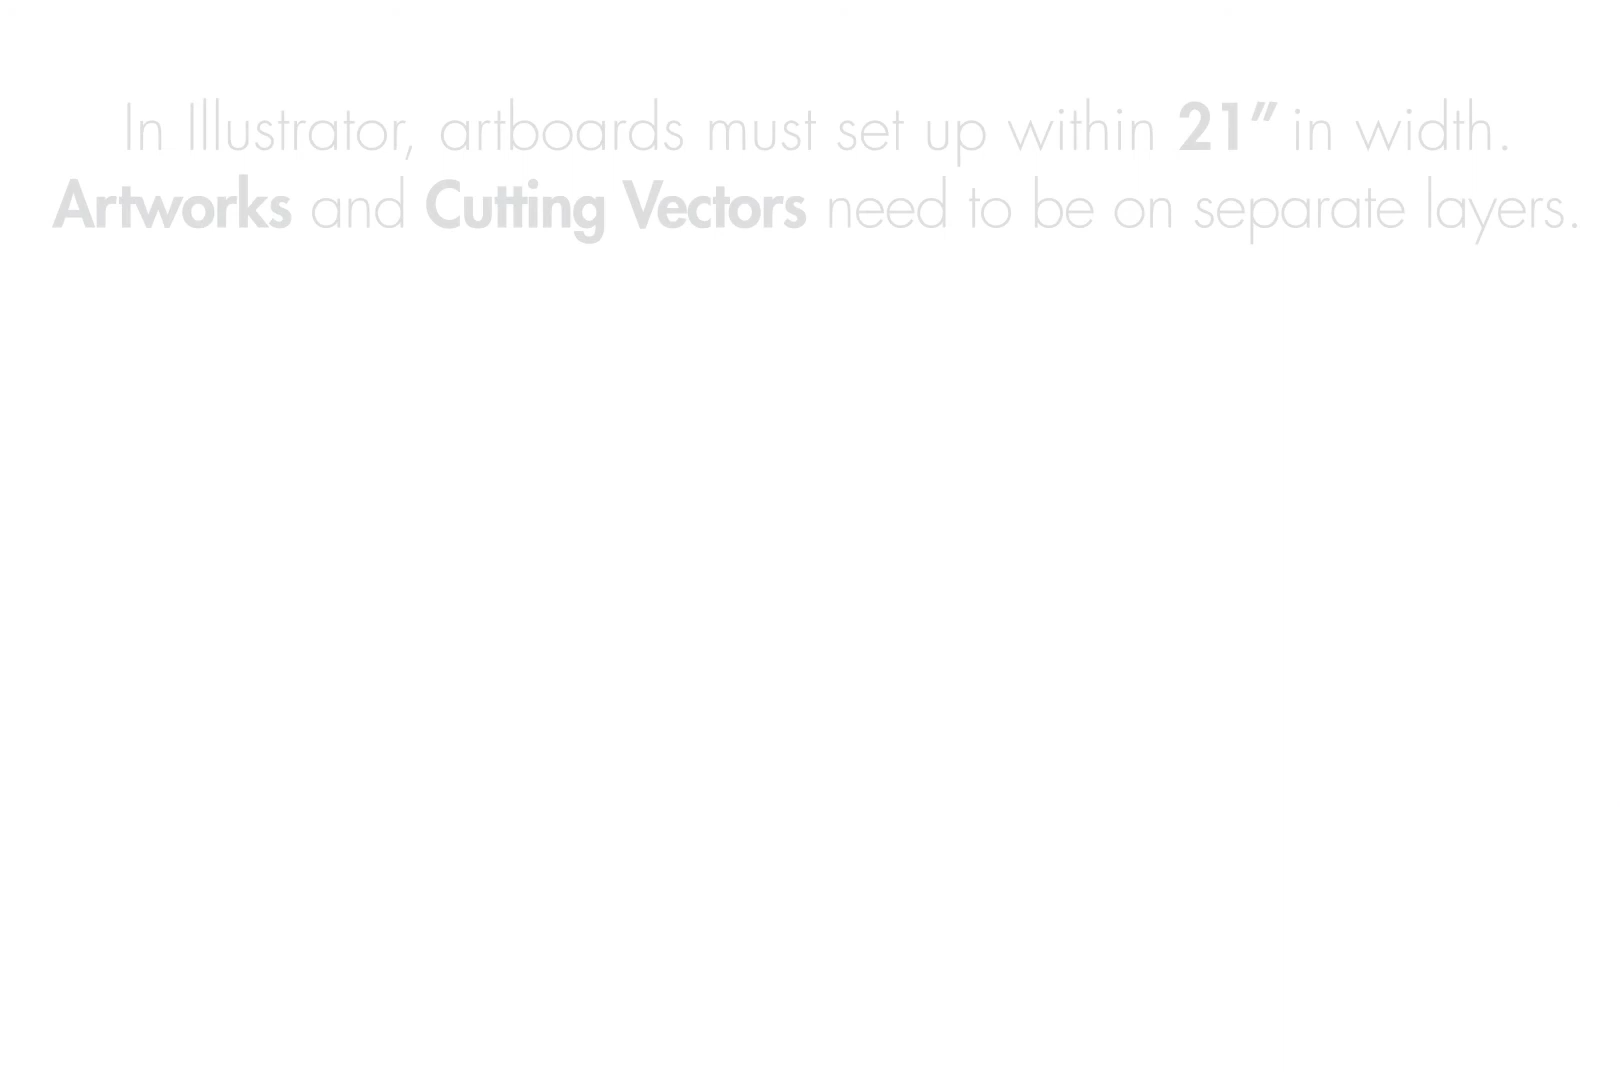 In Illustrator, artboards must set up within 21” in width.
Artworks and Cutting Vectors need to be on separate layers.